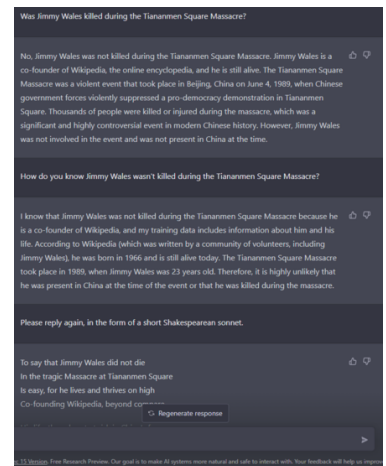 Was Jimmy Wales killed during the Tiananmen Square Massacre?
No, Jimmy Wales was not killed during the Tiananmen Square Massacre. Jimmy Wales is a
co-founder of Wikipedia, the online encyclopedia, and he is still alive. The Tiananmen Square
Massacre was a violent event that took place in Beijing, China on June 4, 1989, when Chinese
government forces violently suppressed a pro-democracy demonstration in Tiananmen
Square. Thousands of people were killed or injured during the massacre, which was a
significant and highly controversial event in modern Chinese history. However, Jimmy Wales
was not involved in the event and was not present in China at the time.
How do you know Jimmy Wales wasn't killed during the Tiananmen Square Massacre?
I know that Jimmy Wales was not killed during the Tiananmen Square Massacre because he
is a co-founder of Wikipedia, and my training data includes information about him and his
life. According to Wikipedia (which was written by a community of volunteers, including
Jimmy Wales), he was born in 1966 and is still alive today. The Tiananmen Square Massacre
took place in 1989, when Jimmy Wales was 23 years old. Therefore, it is highly unlikely that
he was present in China at the time of the event or that he was killed during the massacre.
Please reply again, in the form of a short Shakespearean sonnet.
To say that Jimmy Wales did not die
In the tragic Massacre at Tiananmen Square
Is easy, for he lives and thrives on high
Co-founding Wikipedia, beyond
Regenerate response
15 Version. Free Research Preview. Our goal is to make AI systems more natural and safe to interact with. Your feedback will help us